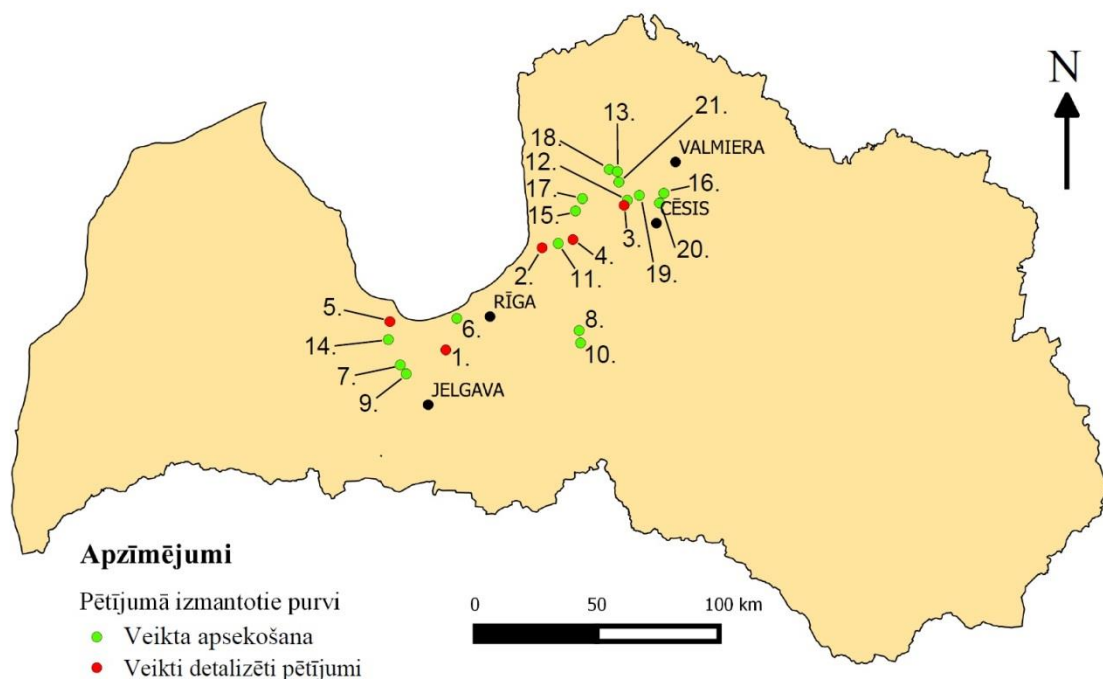 N
13.
21.
18.
VALMIERA
12.
17.
16.
15.
CĒSIS
3.
20.
19.
4.
2.
11.
RĪGA
5.
6.
8.
14.
1.
10.
7.
JELGAVA
9.
Apzīmējumi
Pētījumā izmantotie purvi
Veikta apsekošana
Veikti detalizēti pētījumi
0 50 100 km